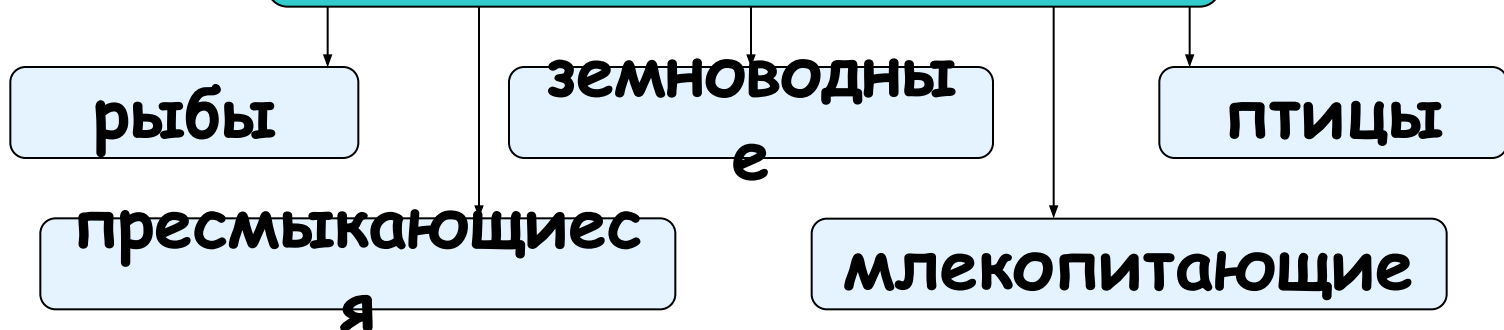 рыбы
земноводны
е
птицы
пресмыкающиес
я
млекопитающие